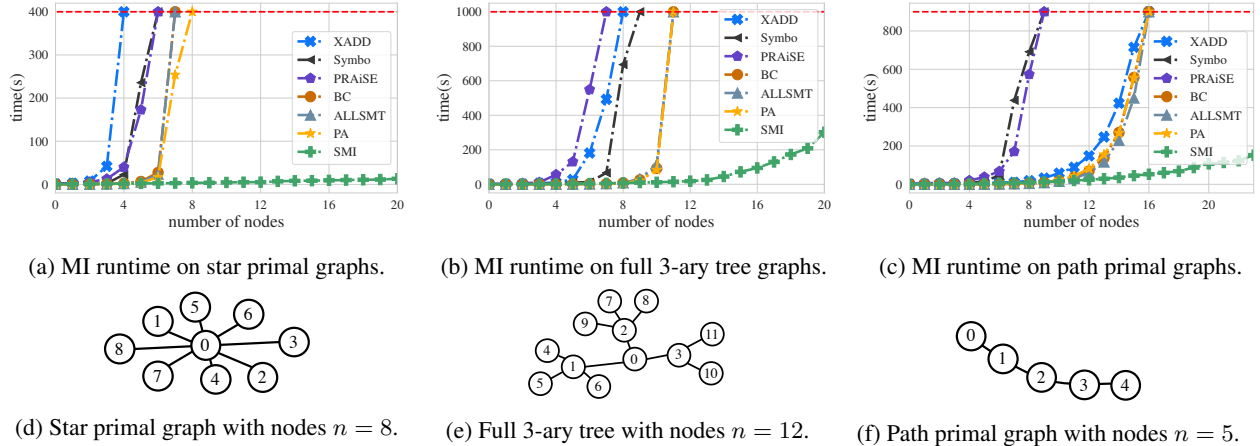 400
300
200
100
0
time(s)
0 4 8 12 16 20
number of nodes
XADD
Symbo
PRAiSE
BC
ALLSMT
PA
SMI
(a) MI runtime on star primal graphs.
1000
800
600
400
200
0
time(s)
0 4 8 12 16 20
number of nodes
XADD
Symbo
PRAiSE
BC
ALLSMT
PA
SMI
(b) MI runtime on full 3-ary tree graphs.
800
600
400
200
0
time(s)
0 4 8 12 16 20
number of nodes
XADD
Symbo
PRAiSE
BC
ALLSMT
PA
SMI
(c) MI runtime on path primal graphs.
5
1 6
0 3
8
7 4 2
(d) Star primal graph with nodes n = 8.
7 8
9 2
11
4 0 3
1
5 6 10
(e) Full 3-ary tree with nodes n = 12.
0
1
2 3 4
(f) Path primal graph with nodes n = 5.